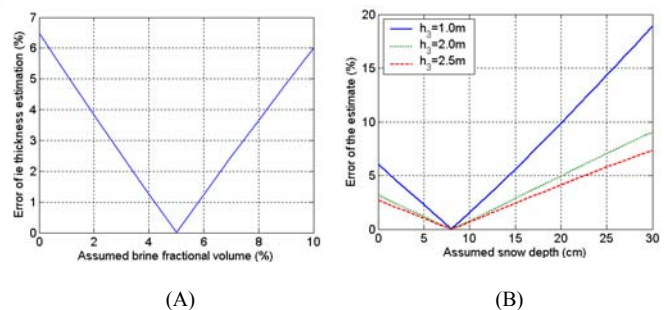 Error of ie thickness estimation (%)
7
6
5
4
3
2
1
0
0 2 4 6 8 10
Assumed brine fractional volume (%)
(A)
Error of the estimate (%)
20
15
10
5
0
h3=1.0m
h3=2.0m
h3=2.5m
0 5 10 15 20 25 30
Assumed snow depth (cm)
(B)